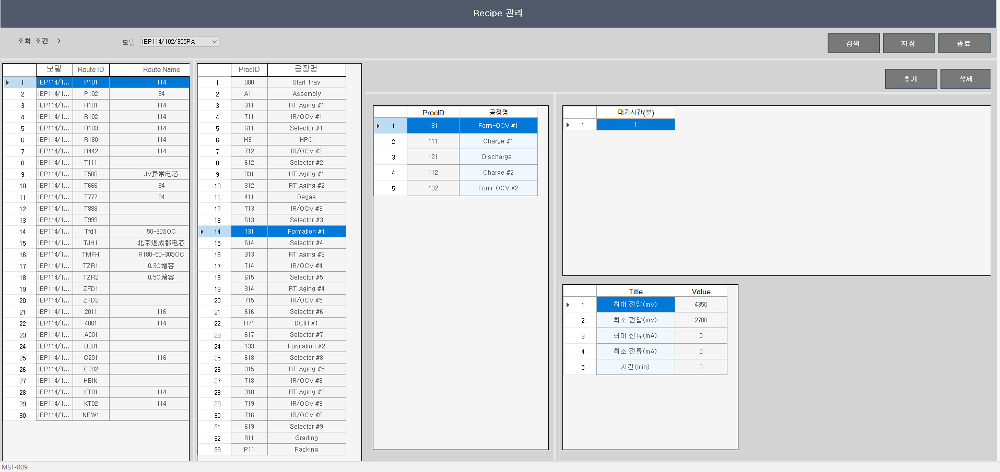 Recipe 관리
조회 조건 >
모델 IEP114/102/305PA
검색 저장 종료
모델 Route ID Route Name
1 IEP114/1... P101 114
2 IEP114/1... P102 94
3 IEP114/1... R101 114
4 IEP114/1... R102 114
5 IEP114/1... R103 114
6 IEP114/1... R180 114
7 IEP114/1... R442 114
8 IEP114/1... T111
9 IEP114/1... T500 JV异常电芯
10 IEP114/1... T666 94
11 IEP114/1... T777 94
12 IEP114/1... T888
13 IEP114/1... T999
14 IEP114/1... Tfd1 50-30SOC
15 IEP114/1... TJH1 北京返成都电芯
16 IEP114/1... TMFH R180-50-30SOC
17 IEP114/1... TZR1 0.3C增容
18 IEP114/1... TZR2 0.5C增容
19 IEP114/1... ZFD1
20 IEP114/1... ZFD2
21 IEP114/1... 2011 116
22 IEP114/1... 4881 114
23 IEP114/1... A001
24 IEP114/1... B001
25 IEP114/1... C201 116
26 IEP114/1... C202
27 IEP114/1... HBIN
28 IEP114/1... KT01 114
29 IEP114/1... KT02 114
30 IEP114/1... NEW1
ProcID 공정명
1 000 Start Tray
2 A11 Assembly
3 311 RT Aging #1
4 711 IR/OCV #1
5 611 Selector #1
6 H31 HPC
7 712 IR/OCV #2
8 612 Selector #2
9 331 HT Aging #1
10 312 RT Aging #2
11 411 Degas
12 713 IR/OCV #3
13 613 Selector #3
14 131 Formation #1
15 614 Selector #4
16 313 RT Aging #3
17 714 IR/OCV #4
18 615 Selector #5
19 314 RT Aging #4
20 715 IR/OCV #5
21 616 Selector #6
22 R71 DCIR #1
23 617 Selector #7
24 133 Formation #2
25 618 Selector #8
26 315 RT Aging #5
27 718 IR/OCV #8
28 318 RT Aging #8
29 719 IR/OCV #9
30 716 IR/OCV #6
31 619 Selector #9
32 811 Grading
33 P11 Packing
추가 삭제
ProcID 공정명
1 131 Form-OCV #1
2 111 Charge #1
3 121 Discharge
4 112 Charge #2
5 132 Form-OCV #2
대기시간(분)
1 1
Title Value
1 최대 전압(mV) 4350
2 최소 전압(mV) 2700
3 최대 전류(mA) 0
4 최소 전류(mA) 0
5 시간(min) 0
MST-009